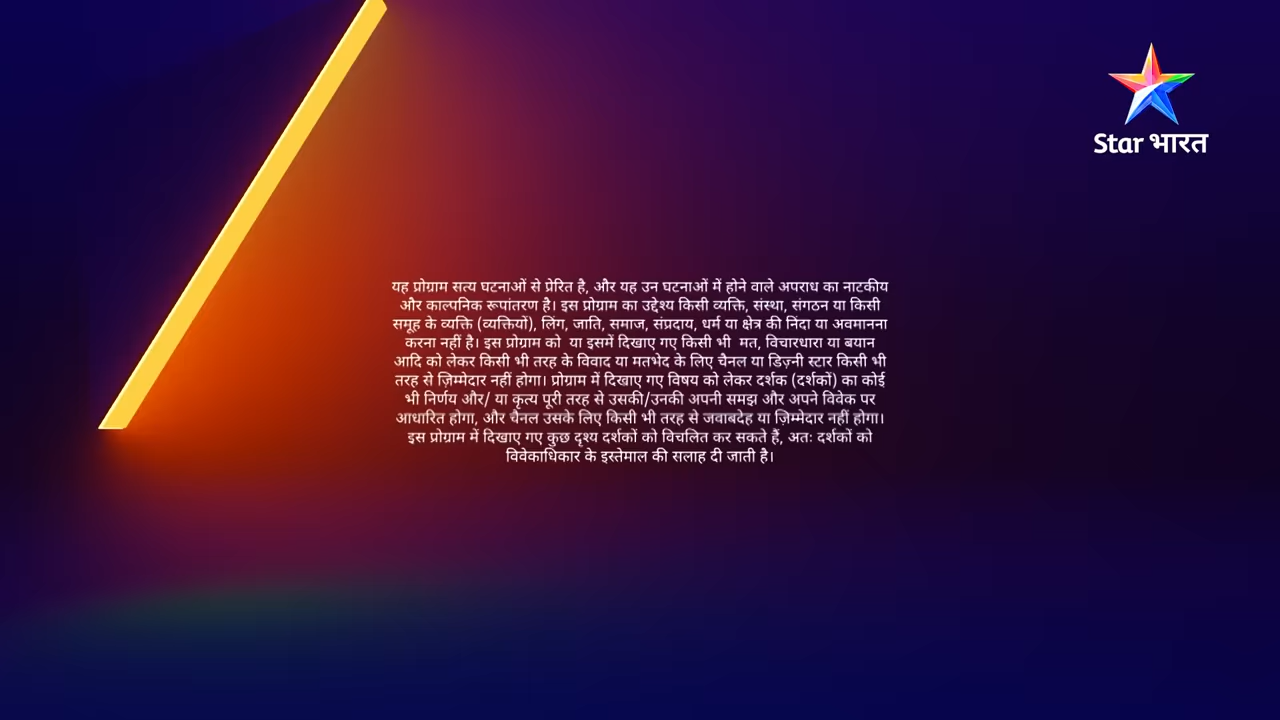 Star भारत
यह प्रोग्राम सत्य घटनाओं से प्रेरित है, और यह उन घटनाओं में होने वाले अपराध का नाटकीय
और काल्पनिक रूपांतरण है। इस प्रोग्राम का उद्देश्य किसी व्यक्ति, संस्था, संगठन या किसी
समूह के व्यक्ति (व्यक्तियों), लिंग, जाति, समाज, संप्रदाय, धर्म या क्षेत्र की निंदा या अवमानना
करना नहीं है। इस प्रोग्राम को या इसमें दिखाए गए किसी भी मत, विचारधारा या बयान
आदि को लेकर किसी भी तरह के विवाद या मतभेद के लिए चैनल या डिज़्नी स्टार किसी भी
तरह से ज़िम्मेदार नहीं होगा। प्रोग्राम में दिखाए गए विषय को लेकर दर्शक (दर्शकों) का कोई
भी निर्णय और/ या कृत्य पूरी तरह से उसकी/उनकी अपनी समझ और अपने विवेक पर
आधारित होगा, और चैनल उसके लिए किसी भी तरह से जवाबदेह या ज़िम्मेदार नहीं होगा।
इस प्रोग्राम में दिखाए गए कुछ दृश्य दर्शकों को विचलित कर सकते हैं, अतः दर्शकों को
विवेकाधिकार के इस्तेमाल की सलाह दी जाती है।